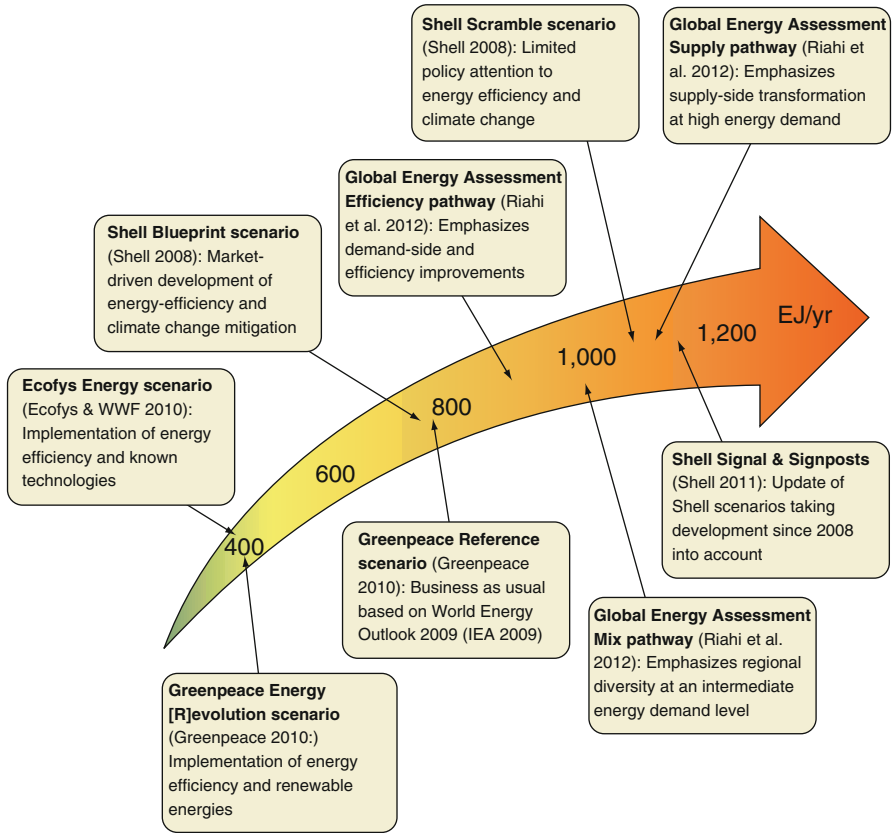 Shell Scramble scenario
(Shell 2008): Limited
policy attention to
energy efficiency and
climate change
Global Energy Assessment
Supply pathway (Riahi et
al. 2012): Emphasizes
supply-side transformation
at high energy demand
Global Energy Assessment
Efficiency pathway (Riahi
et al. 2012): Emphasizes
demand-side and
efficiency improvements
Shell Blueprint scenario
(Shell 2008): Market-
driven development of
energy-efficiency and
climate change mitigation
Ecofys Energy scenario
(Ecofys & WWF 2010):
Implementation of energy
efficiency and known
technologies
400
600
800
1,000
1,200
EJ/yr
Shell Signal & Signposts
(Shell 2011): Update of
Shell scenarios taking
development since 2008
into account
Greenpeace Reference
scenario (Greenpeace
2010): Business as usual
based on World Energy
Outlook 2009 (IEA 2009)
Global Energy Assessment
Mix pathway (Riahi et al.
2012): Emphasizes regional
diversity at an intermediate
energy demand level
Greenpeace Energy
[R]evolution scenario
(Greenpeace 2010:)
Implementation of energy
efficiency and renewable
energies